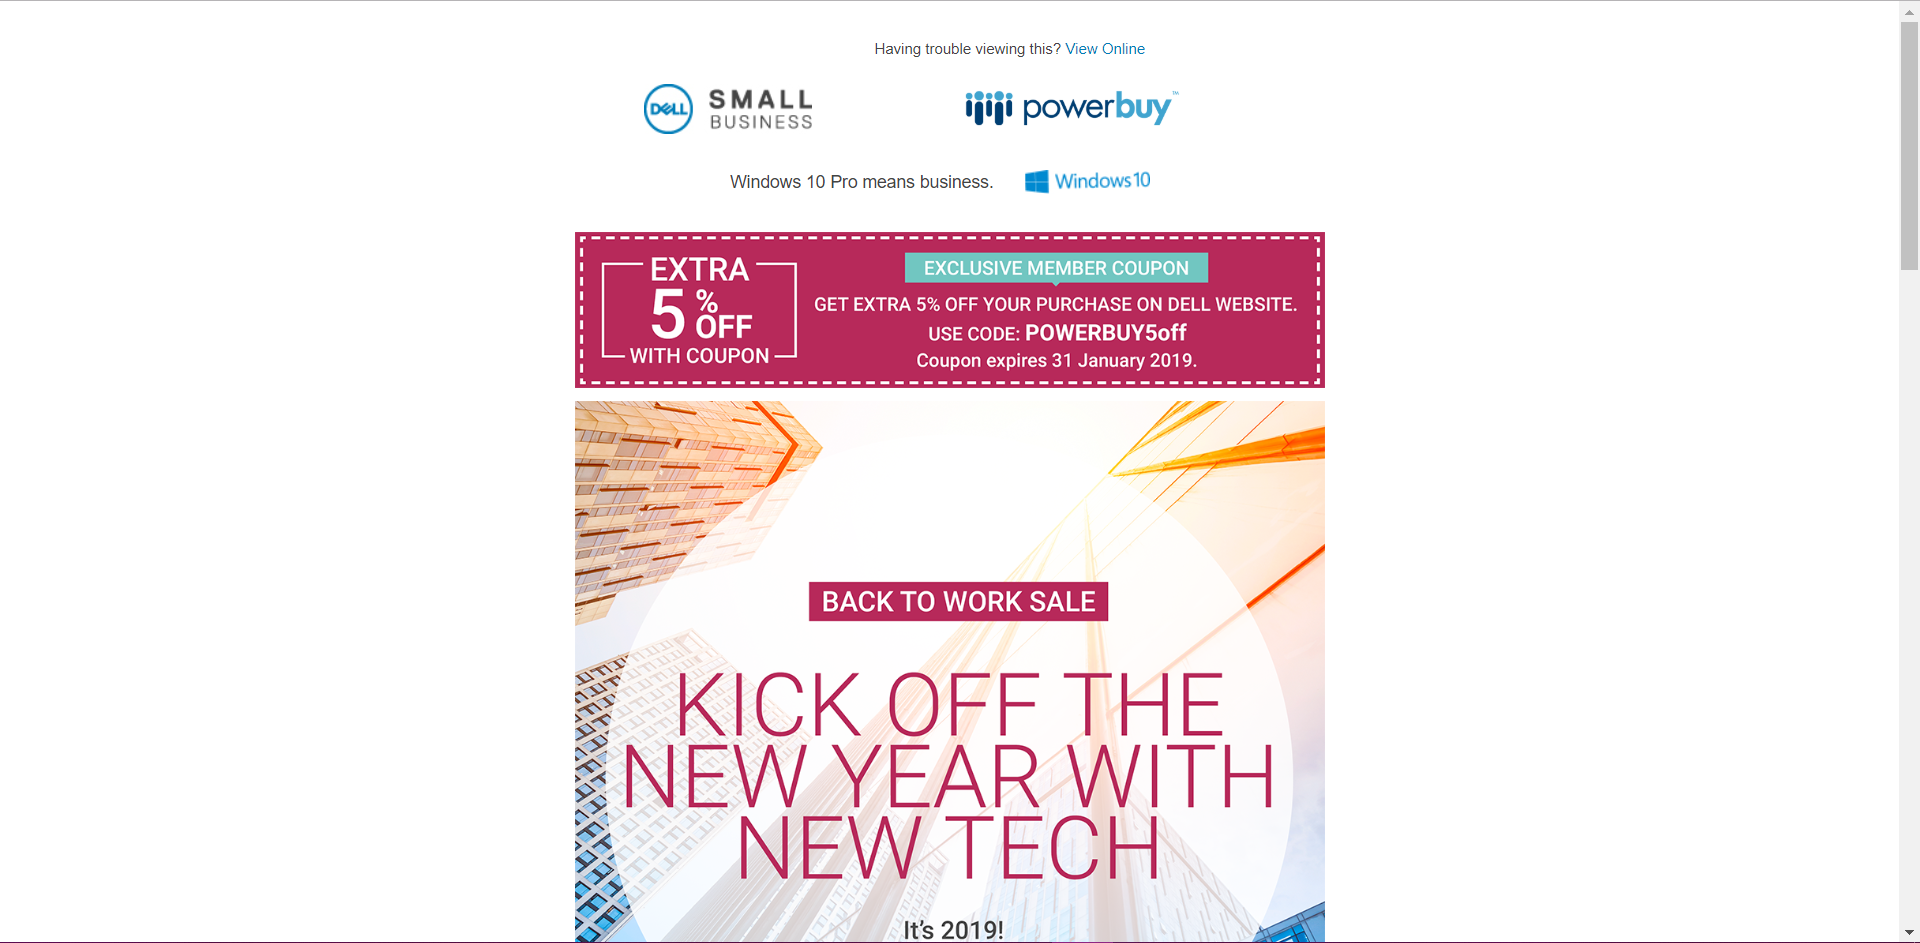 Having trouble viewing this? View Online
DELL SMALL BUSINESS
powerbuy™
Windows 10 Pro means business.
Windows 10
EXTRA
5% OFF
WITH COUPON
EXCLUSIVE MEMBER COUPON
GET EXTRA 5% OFF YOUR PURCHASE ON DELL WEBSITE.
USE CODE: POWERBUY5off
Coupon expires 31 January 2019.
BACK TO WORK SALE
KICK OFF THE
NEW YEAR WITH
NEW TECH
It's 2019!